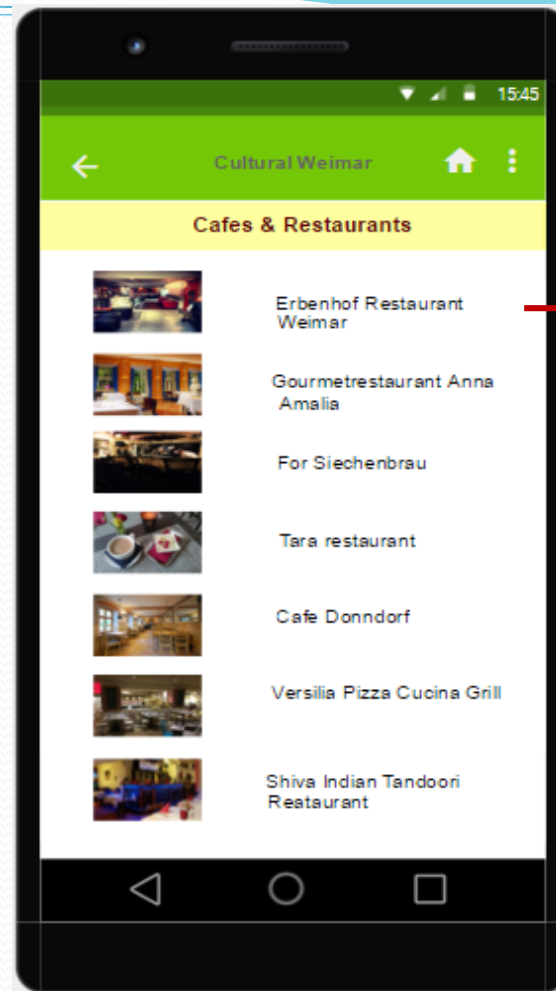 15:45
Cultural Weimar
Cafes & Restaurants
Erbenhof Restaurant
Weimar
Gourmetrestaurant Anna
Amalia
For Siechenbrau
Tara restaurant
Cafe Donndorf
Versilia Pizza Cucina Grill
Shiva Indian Tandoori
Reataurant